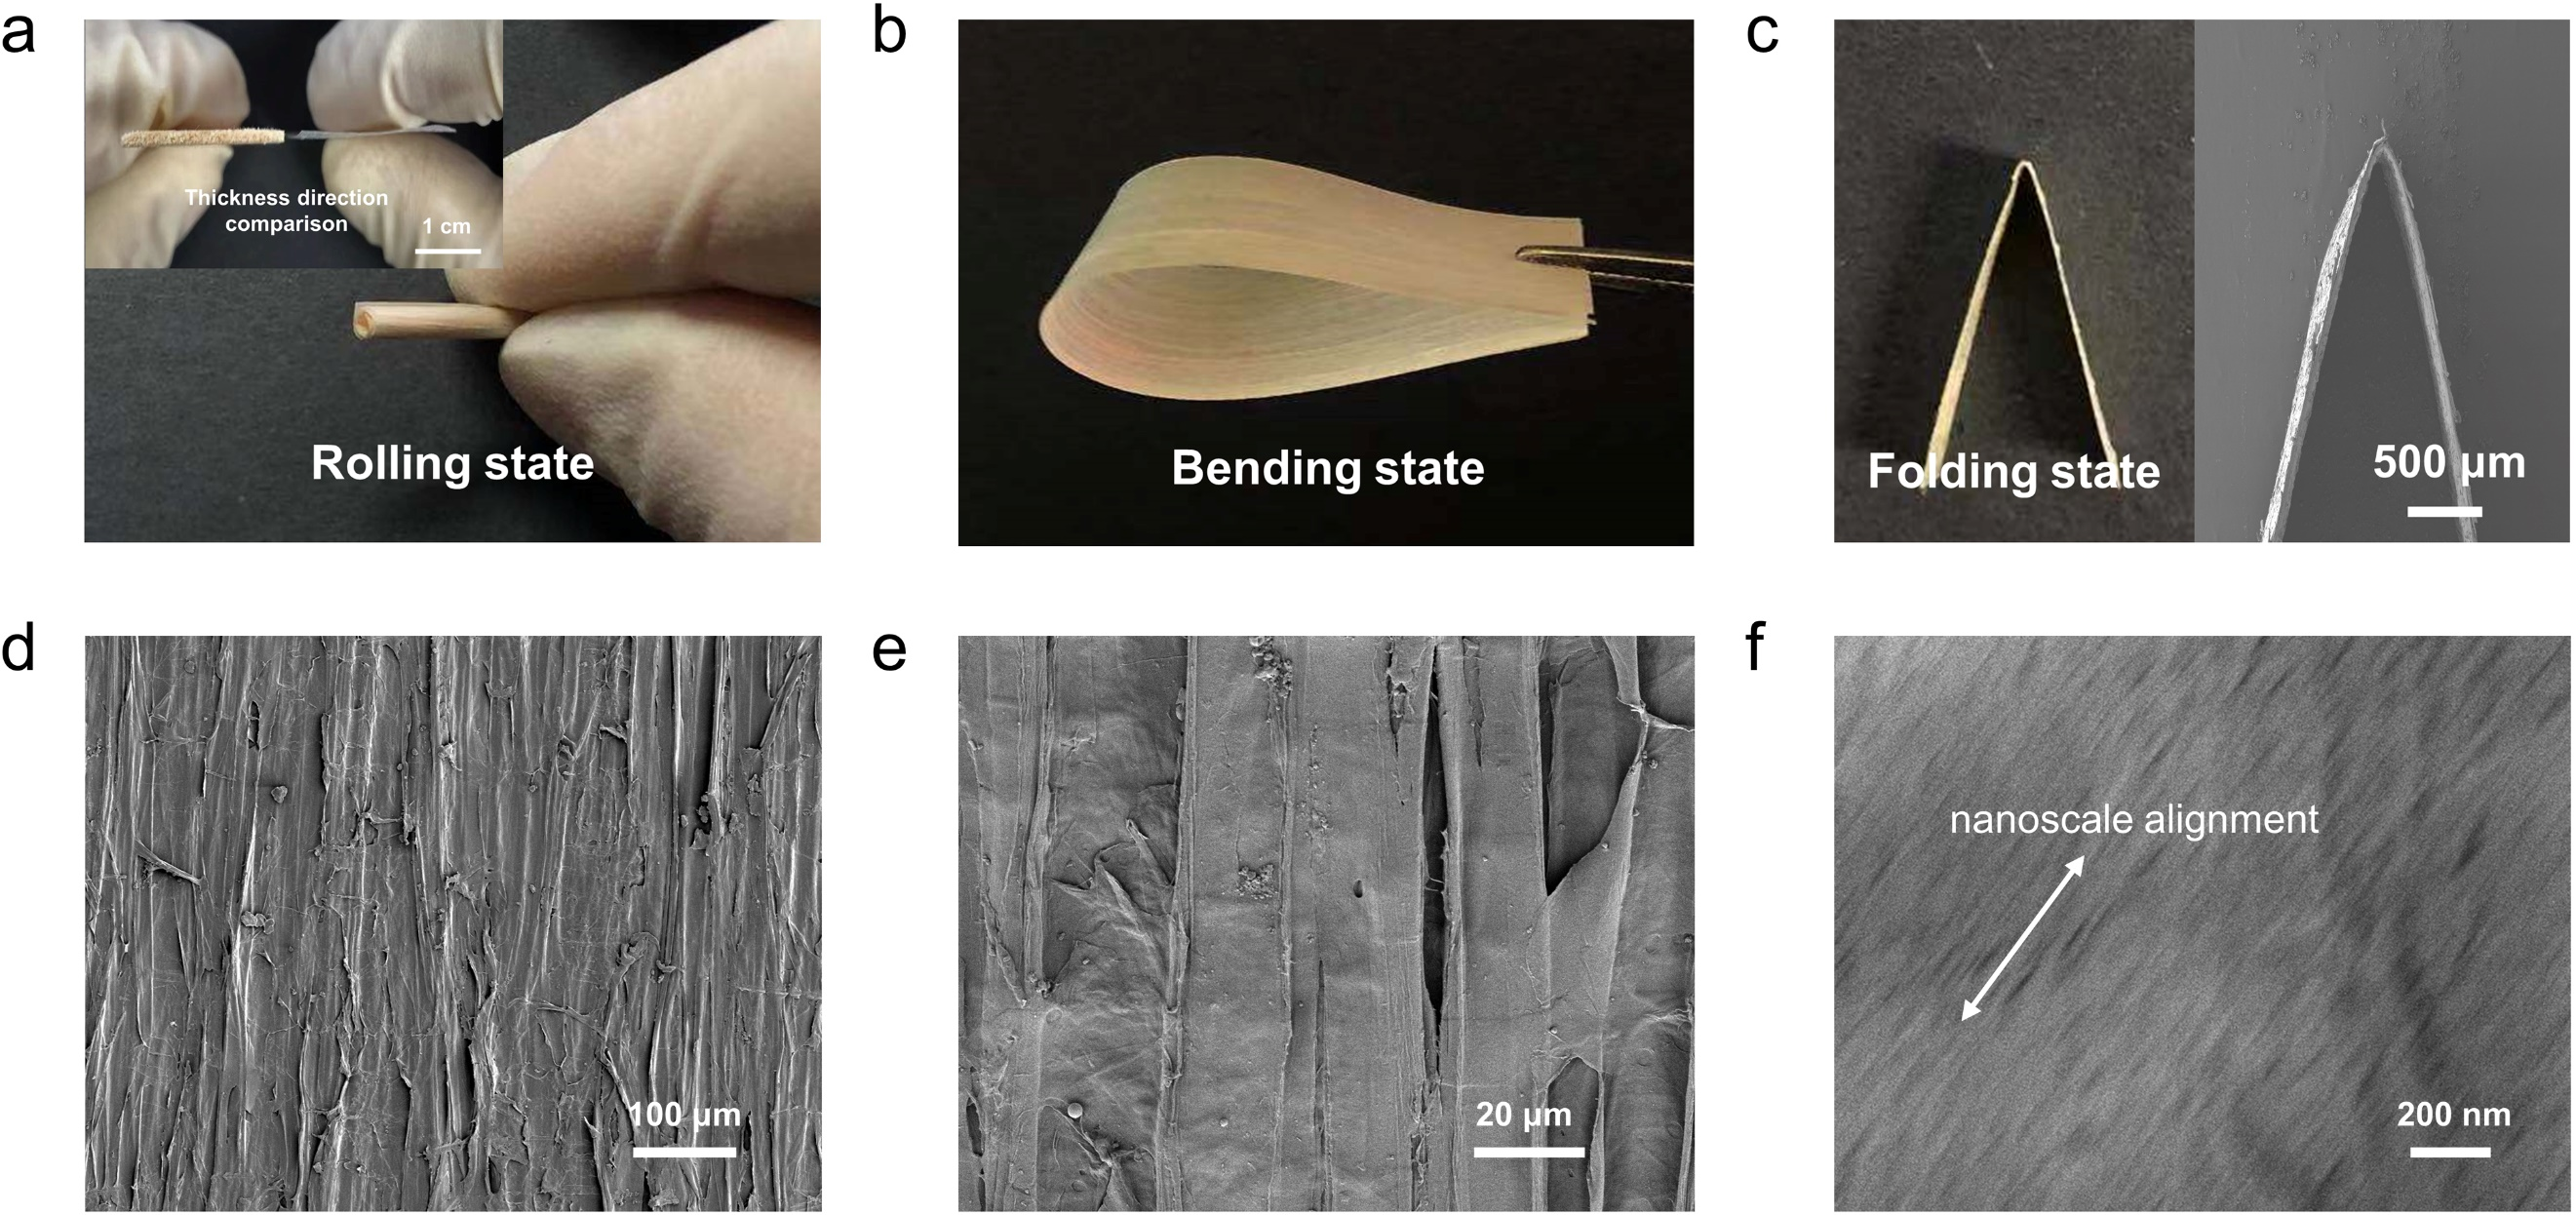 a
Thickness direction
comparison
1 cm
Rolling state
b
Bending state
c
Folding state
500 μm
d
100 μm
e
20 μm
f
nanoscale alignment
200 nm